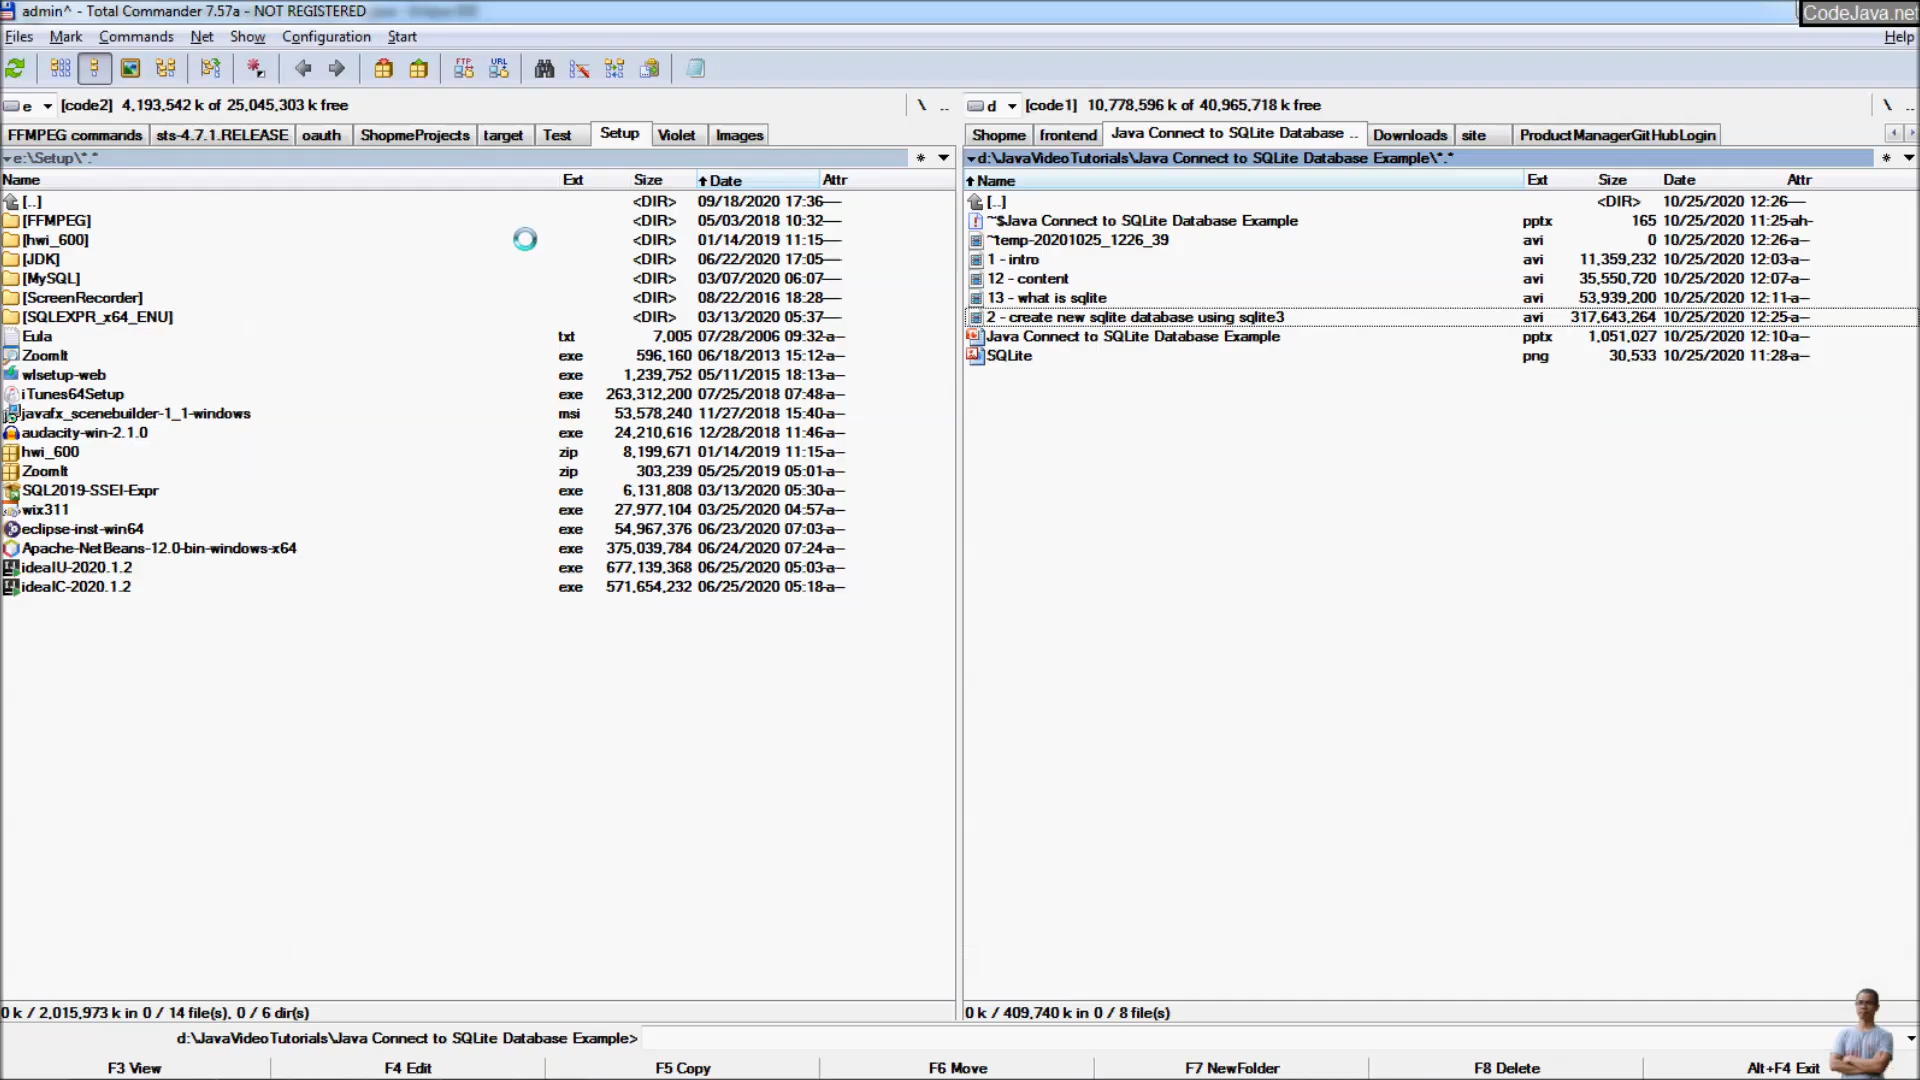 admin^ - Total Commander 7.57a - NOT REGISTERED
CodeJava.net
Files Mark Commands Net Show Configuration Start Help
FTP URL
e [code2] 4,193,542 k of 25,045,303 k free \ ..
FFMPEG commands sts-4.7.1.RELEASE oauth ShopmeProjects target Test Setup Violet Images
e:\Setup\*.* *
Name Ext Size Date Attr
[..] <DIR> 09/18/2020 17:36----
[FFMPEG] <DIR> 05/03/2018 10:32----
[hwi_600] <DIR> 01/14/2019 11:15----
[JDK] <DIR> 06/22/2020 17:05----
[MySQL] <DIR> 03/07/2020 06:07----
[ScreenRecorder] <DIR> 08/22/2016 18:28----
[SQLEXPR_x64_ENU] <DIR> 03/13/2020 05:37----
Eula txt 7,005 07/28/2006 09:32-a--
ZoomIt exe 596,160 06/18/2013 15:12-a--
wlsetup-web exe 1,239,752 05/11/2015 18:13-a--
iTunes64Setup exe 263,312,200 07/25/2018 07:48-a--
javafx_scenebuilder-1_1-windows msi 53,578,240 11/27/2018 15:40-a--
audacity-win-2.1.0 exe 24,210,616 12/28/2018 11:46-a--
hwi_600 zip 8,199,671 01/14/2019 11:15-a--
ZoomIt zip 303,239 05/25/2019 05:01-a--
SQL2019-SSEI-Expr exe 6,131,808 03/13/2020 05:30-a--
wix311 exe 27,977,104 03/25/2020 04:57-a--
eclipse-inst-win64 exe 54,967,376 06/23/2020 07:03-a--
Apache-NetBeans-12.0-bin-windows-x64 exe 375,039,784 06/24/2020 07:24-a--
ideaIU-2020.1.2 exe 677,139,368 06/25/2020 05:03-a--
ideaIC-2020.1.2 exe 571,654,232 06/25/2020 05:18-a--
0 k / 2,015,973 k in 0 / 14 file(s), 0 / 6 dir(s)
d [code1] 10,778,596 k of 40,965,718 k free \ ..
Shopme frontend Java Connect to SQLite Database .. Downloads site ProductManagerGitHubLogin
d:\JavaVideoTutorials\Java Connect to SQLite Database Example\*.* *
Name Ext Size Date Attr
[..] <DIR> 10/25/2020 12:26----
~$Java Connect to SQLite Database Example pptx 165 10/25/2020 11:25-ah-
~temp-20201025_1226_39 avi 0 10/25/2020 12:26-a--
1 - intro avi 11,359,232 10/25/2020 12:03-a--
12 - content avi 35,550,720 10/25/2020 12:07-a--
13 - what is sqlite avi 53,939,200 10/25/2020 12:11-a--
2 - create new sqlite database using sqlite3 avi 317,643,264 10/25/2020 12:25-a--
Java Connect to SQLite Database Example pptx 1,051,027 10/25/2020 12:10-a--
SQLite png 30,533 10/25/2020 11:28-a--
0 k / 409,740 k in 0 / 8 file(s)
d:\JavaVideoTutorials\Java Connect to SQLite Database Example>
F3 View F4 Edit F5 Copy F6 Move F7 NewFolder F8 Delete Alt+F4 Exit